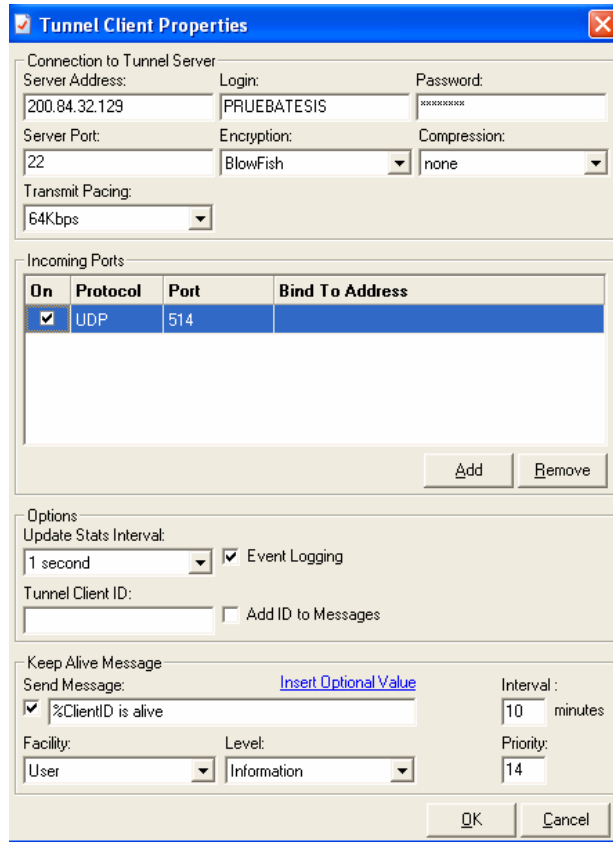 Tunnel Client Properties
Connection to Tunnel Server
Server Address: Login: Password:
200.84.32.129 PRUEBATESIS ********
Server Port: Encryption: Compression:
22 BlowFish none
Transmit Pacing:
64Kbps
Incoming Ports
On Protocol Port Bind To Address
UDP 514
Add Remove
Options
Update Stats Interval:
1 second Event Logging
Tunnel Client ID:
Add ID to Messages
Keep Alive Message
Send Message: Insert Optional Value Interval :
%ClientID is alive 10 minutes
Facility: Level: Priority:
User Information 14
OK Cancel